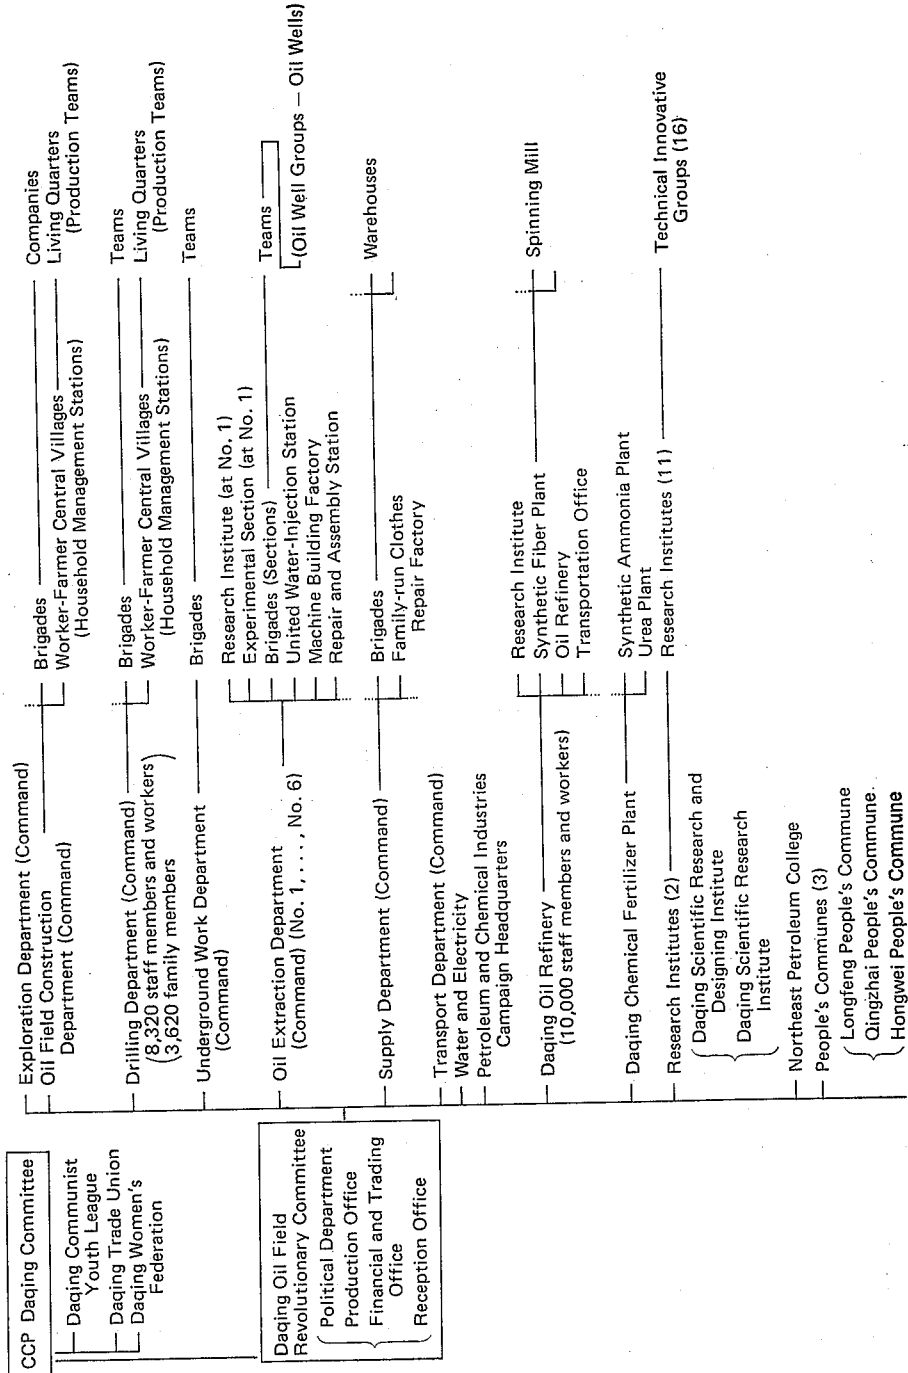 CCP Daqing Committee
Daqing Communist
Youth League
Daqing Trade Union
Daqing Women's
Federation
Daqing Oil Field
Revolutionary Committee
Political Department
Production Office
Financial and Trading
Office
Reception Office
Exploration Department (Command)
Oil Field Construction
Department (Command)
Brigades
Worker-Farmer Central Villages
(Household Management Stations)
Companies
Living Quarters
(Production Teams)
Drilling Department (Command)
(8,320 staff members and workers
3,620 family members)
Brigades
Worker-Farmer Central Villages
(Household Management Stations)
Teams
Living Quarters
(Production Teams)
Underground Work Department
(Command)
Brigades
Teams
Oil Extraction Department
(Command) (No. 1, . . . , No. 6)
Research Institute (at No. 1)
Experimental Section (at No. 1)
Brigades (Sections)
United Water-Injection Station
Machine Building Factory
Repair and Assembly Station
Teams
(Oil Well Groups — Oil Wells)
Supply Department (Command)
Brigades
Family-run Clothes
Repair Factory
Warehouses
Transport Department (Command)
Water and Electricity
Petroleum and Chemical Industries
Campaign Headquarters
Daqing Oil Refinery
(10,000 staff members and workers)
Research Institute
Synthetic Fiber Plant
Oil Refinery
Transportation Office
Spinning Mill
Daqing Chemical Fertilizer Plant
Synthetic Ammonia Plant
Urea Plant
Research Institutes (2)
Daqing Scientific Research and
Designing Institute
Daqing Scientific Research
Institute
Research Institutes (11)
Technical Innovative
Groups (16)
Northeast Petroleum College
People's Communes (3)
Longfeng People's Commune
Qingzhai People's Commune
Hongwei People's Commune